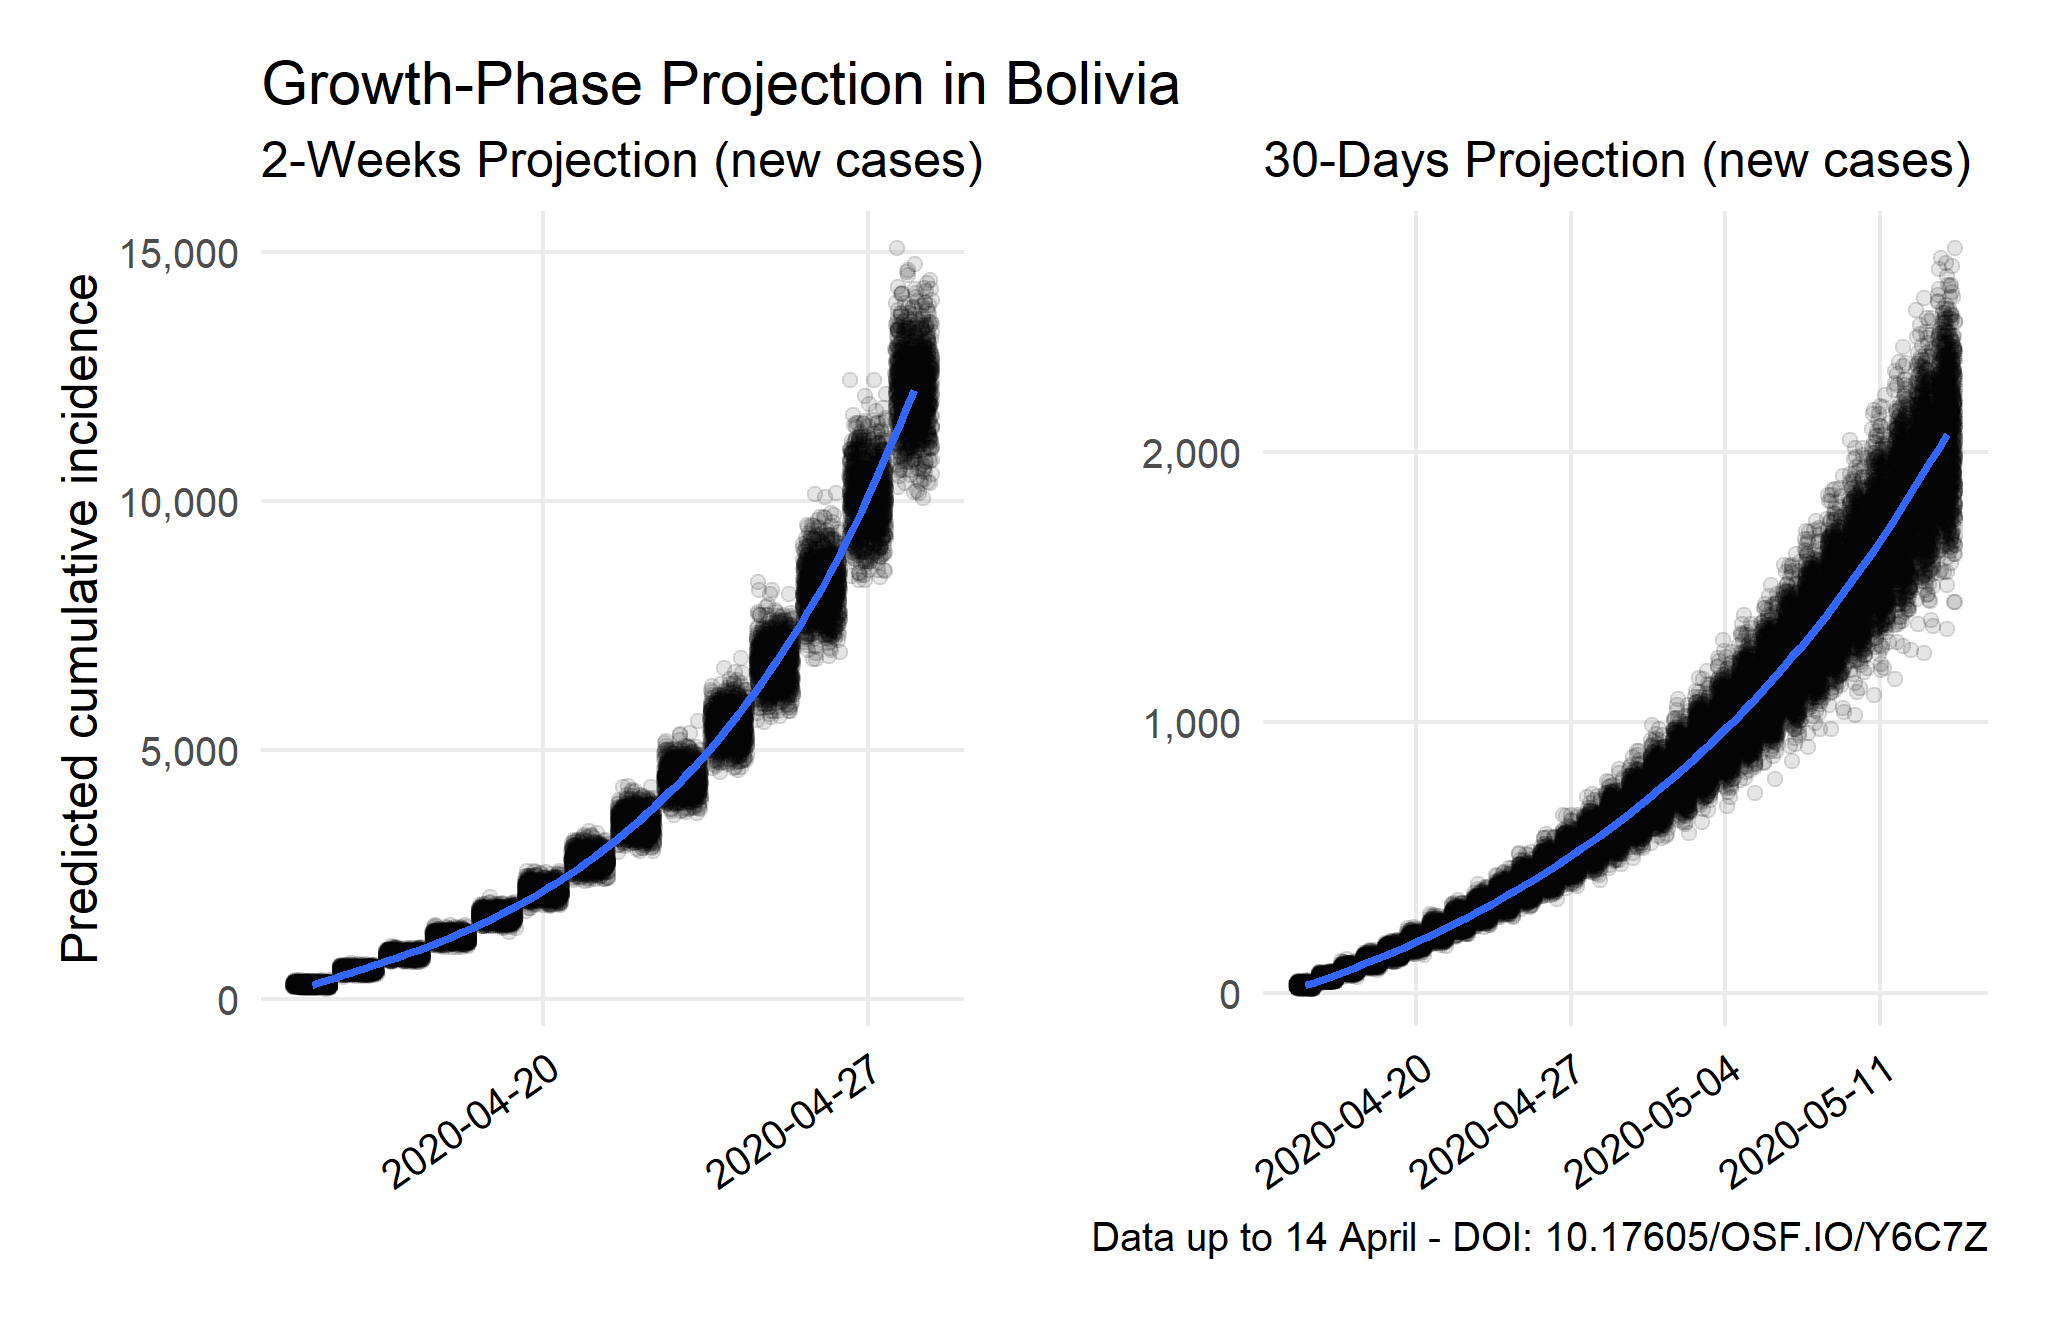 Growth-Phase Projection in Bolivia
2-Weeks Projection (new cases)
30-Days Projection (new cases)
Predicted cumulative incidence
15,000
10,000
5,000
0
2020-04-20
2020-04-27
2,000
1,000
0
2020-04-20
2020-04-27
2020-05-04
2020-05-11
Data up to 14 April - DOI: 10.17605/OSF.IO/Y6C7Z